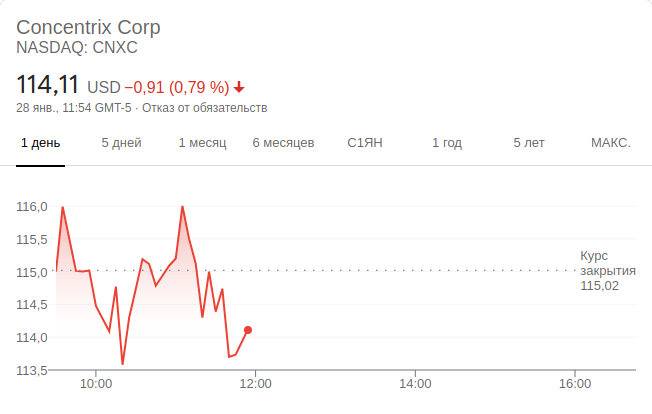 Concentrix Corp
NASDAQ: CNXC
114,11 USD −0,91 (0,79 %)
28 янв., 11:54 GMT-5 · Отказ от обязательств
1 день 5 дней 1 месяц 6 месяцев С1ЯН 1 год 5 лет МАКС.
116,0
115,5
115,0
114,5
114,0
113,5
Курс
закрытия
115,02
10:00 12:00 14:00 16:00